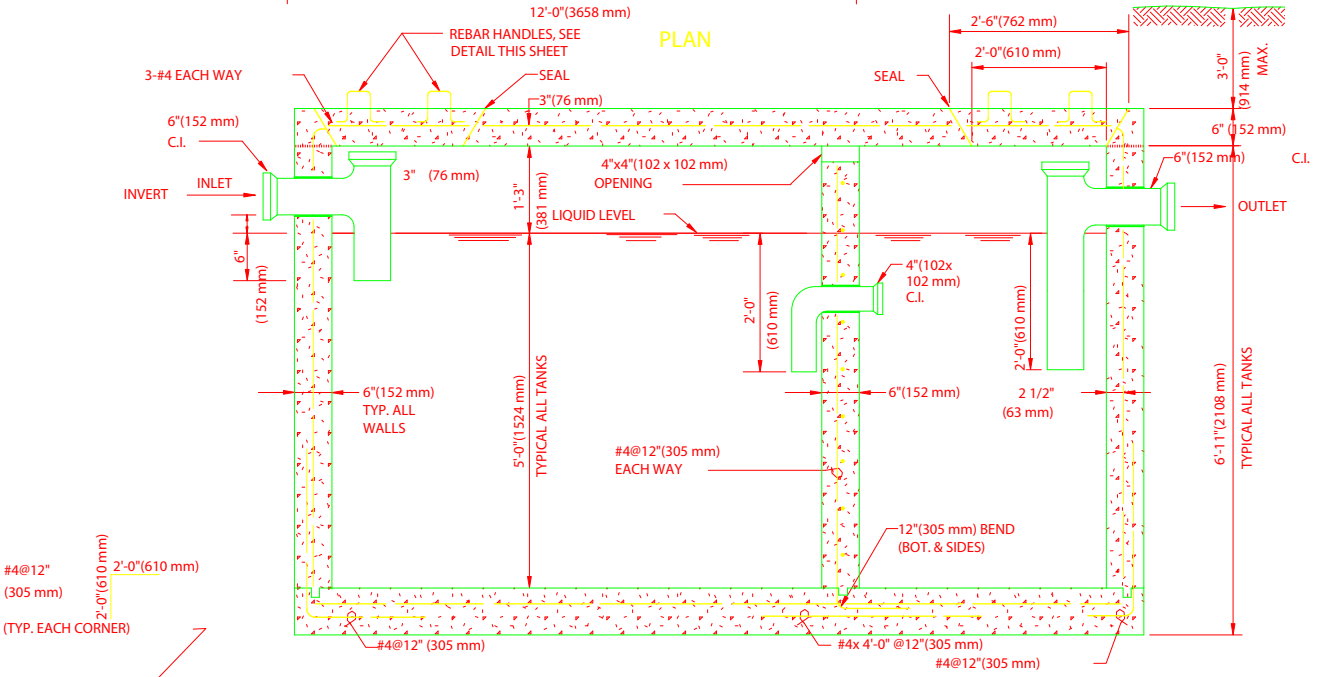 12'-0"(3658 mm)
PLAN
2'-6"(762 mm)
REBAR HANDLES, SEE
DETAIL THIS SHEET
2'-0"(610 mm)
3'-0"
(914 mm)
MAX.
3-#4 EACH WAY
SEAL
SEAL
3"(76 mm)
6"(152 mm)
C.I.
6" (152 mm)
4"x4"(102 x 102 mm)
OPENING
6"(152 mm)
C.I.
3" (76 mm)
1'-3"
(381 mm)
INVERT
INLET
LIQUID LEVEL
OUTLET
6"
(152 mm)
4"(102x
102 mm)
C.I.
2'-0"
(610 mm)
2'-0"(610 mm)
6"(152 mm)
TYP. ALL
WALLS
5'-0"(1524 mm)
TYPICAL ALL TANKS
6"(152 mm)
2 1/2"
(63 mm)
6'-11"(2108 mm)
TYPICAL ALL TANKS
#4@12"(305 mm)
EACH WAY
12"(305 mm) BEND
(BOT. & SIDES)
#4@12"
(305 mm)
2'-0"(610 mm)
2'-0"(610 mm)
(TYP. EACH CORNER)
#4@12" (305 mm)
#4x 4'-0" @12"(305 mm)
#4@12"(305 mm)